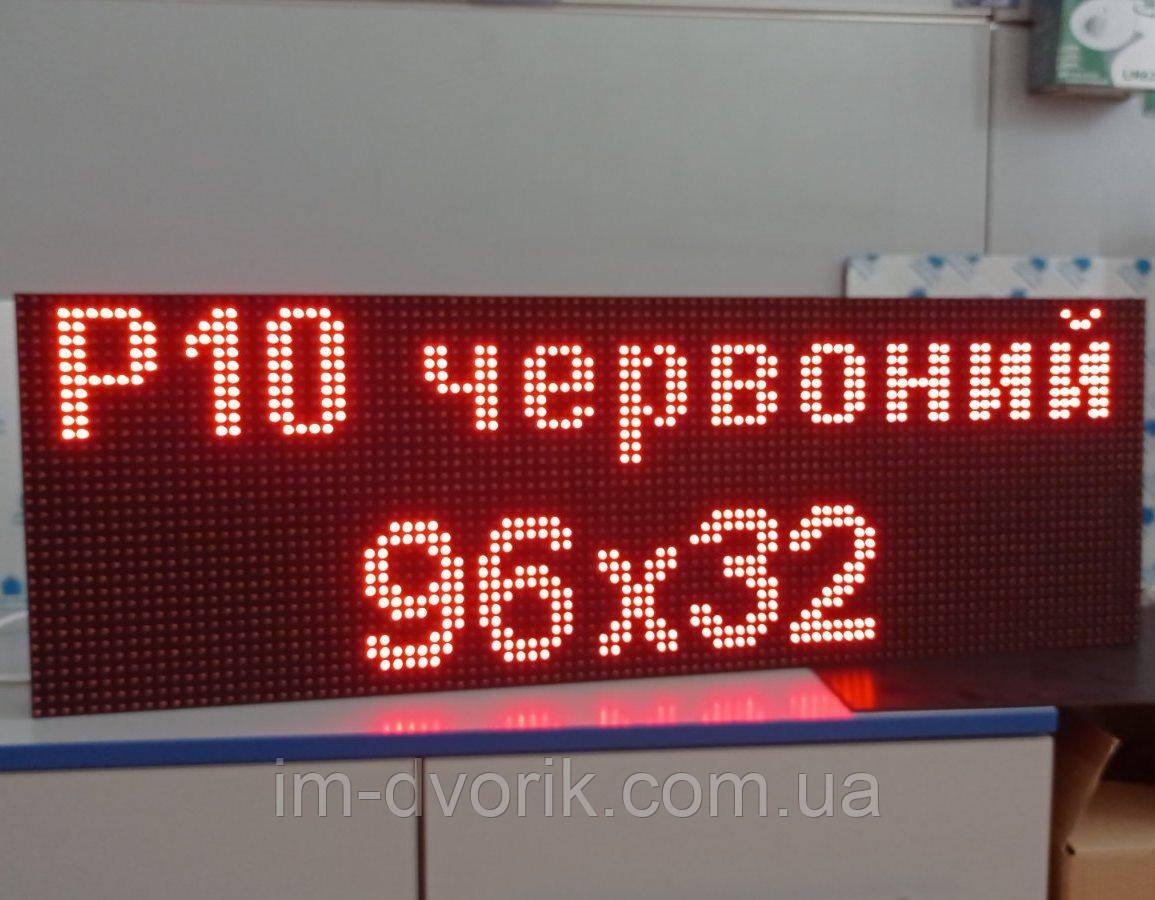 P10 червоний
96x32
im-dvorik.com.ua